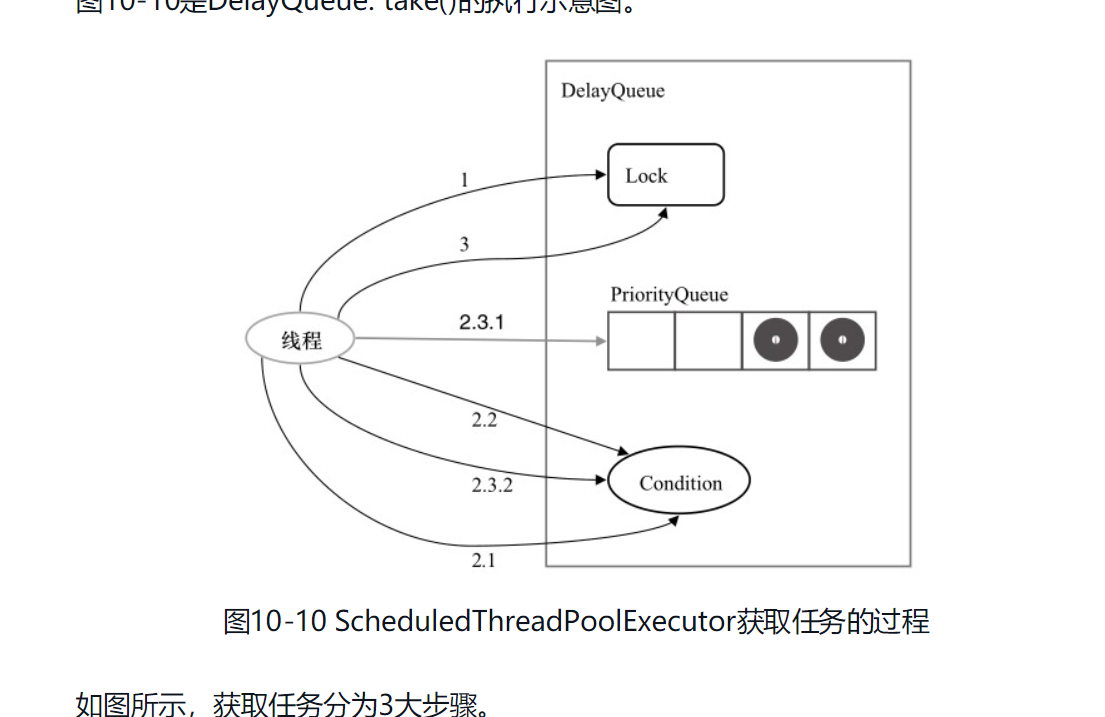 图10-10是DelayQueue. take()的执行示意图。
DelayQueue
1
Lock
3
PriorityQueue
2.3.1
线程
2.2
2.3.2
Condition
2.1
图10-10 ScheduledThreadPoolExecutor获取任务的过程
如图所示，获取任务分为3大步骤。